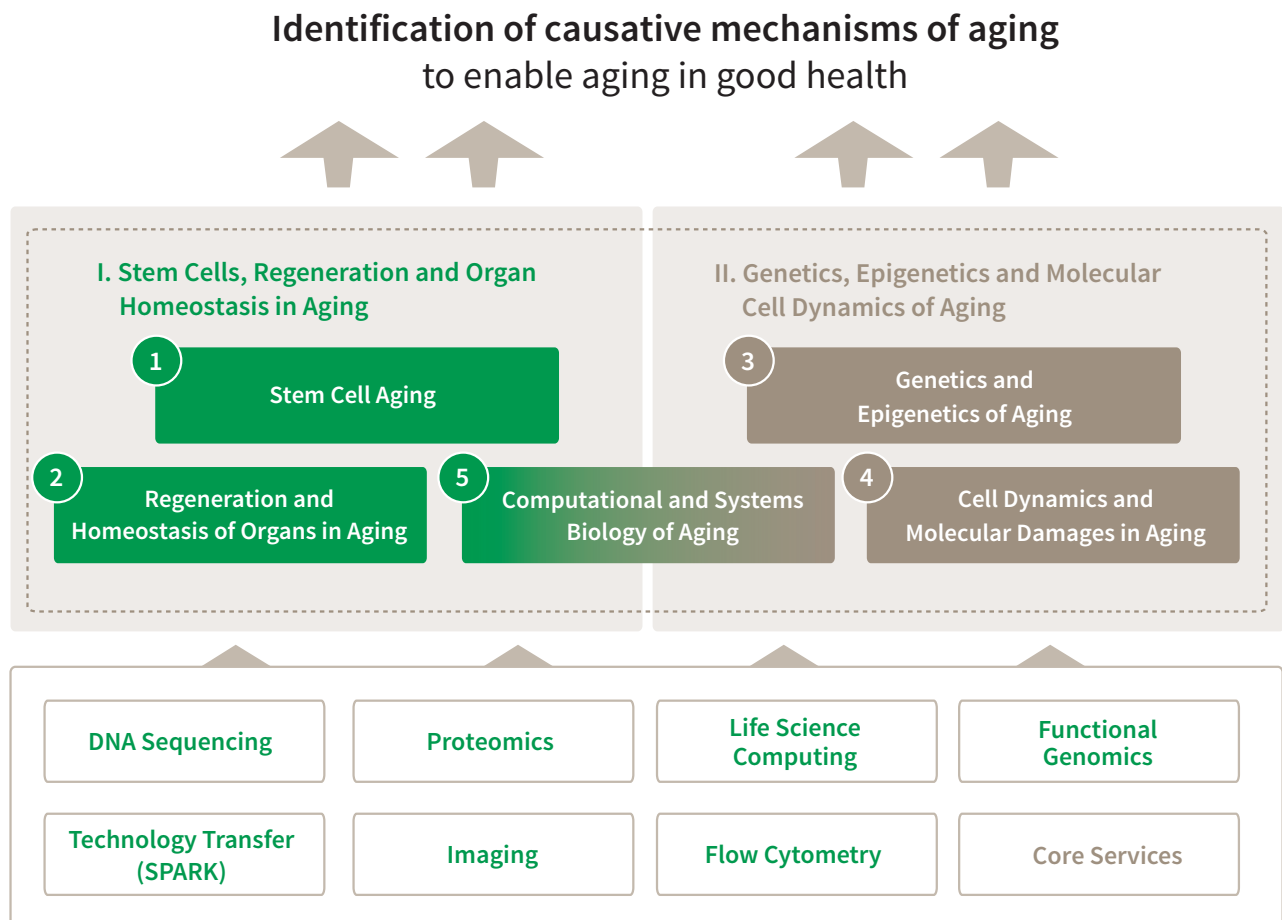 Identification of causative mechanisms of aging
to enable aging in good health
I. Stem Cells, Regeneration and Organ
Homeostasis in Aging
1
Stem Cell Aging
2
Regeneration and
Homeostasis of Organs in Aging
5
Computational and Systems
Biology of Aging
II. Genetics, Epigenetics and Molecular
Cell Dynamics of Aging
3
Genetics and
Epigenetics of Aging
4
Cell Dynamics and
Molecular Damages in Aging
DNA Sequencing
Proteomics
Life Science
Computing
Functional
Genomics
Technology Transfer
(SPARK)
Imaging
Flow Cytometry
Core Services